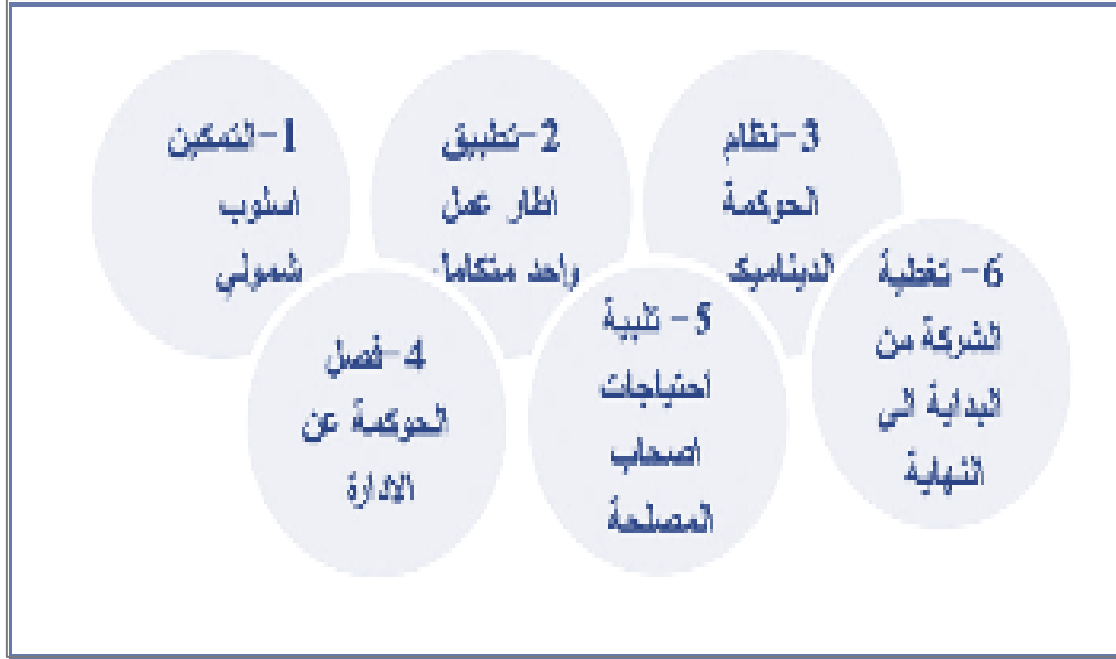 1-التمكين
اسلوب
شمولي
2-تطبيق
اطار عمل
واحد متكامل
3-نظام
الحوكمة
الديناميك
4-فصل
الحوكمة عن
الادارة
5- تلبية
احتياجات
اصحاب
المصلحة
6- تغطية
الشركة من
البداية الى
النهاية